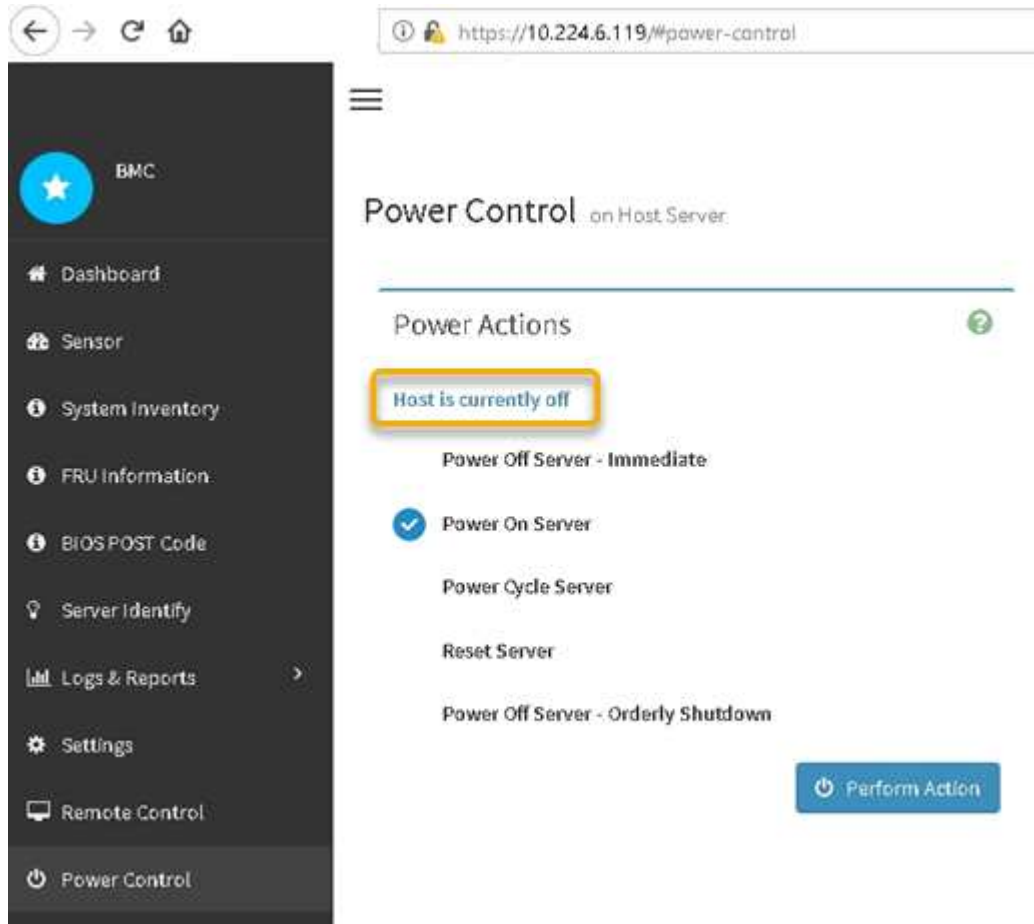 https://10.224.6.119/#power-control
BMC
Power Control on Host Server
Dashboard
Power Actions
Sensor
Host is currently off
System Inventory
Power Off Server - Immediate
FRU Information
Power On Server
BIOS POST Code
Power Cycle Server
Server Identify
Reset Server
Logs & Reports
Power Off Server - Orderly Shutdown
Settings
Perform Action
Remote Control
Power Control